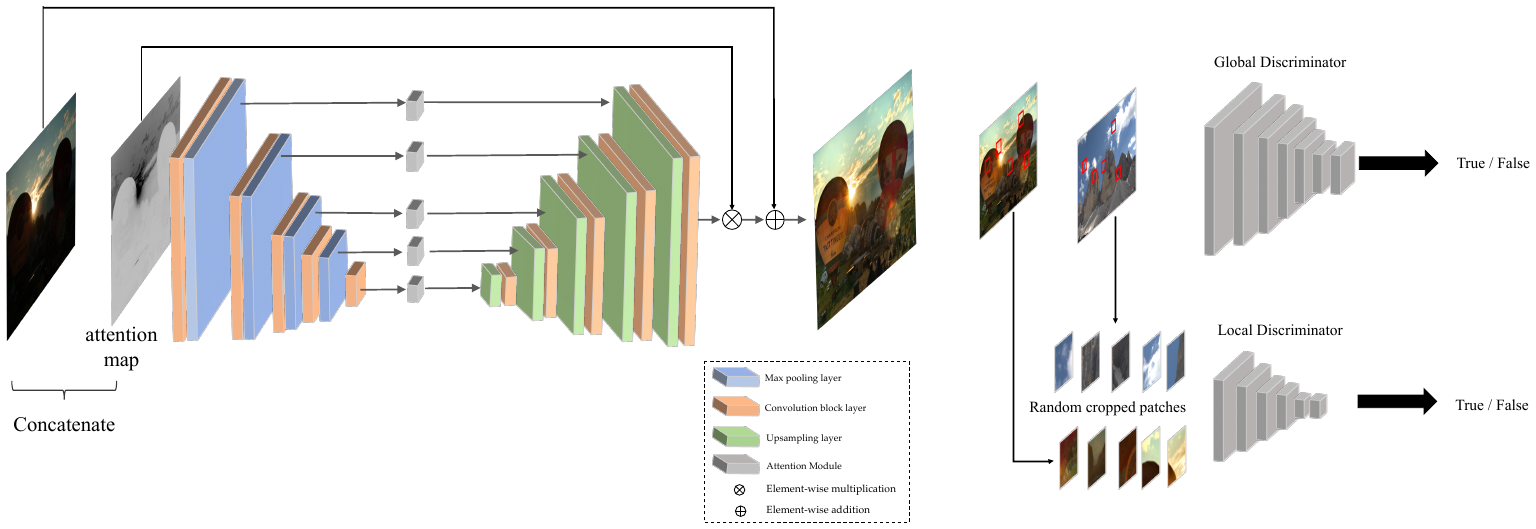 attention
map
Concatenate
Max pooling layer
Convolution block layer
Upsampling layer
Attention Module
Element-wise multiplication
Element-wise addition
Global Discriminator
True / False
Local Discriminator
Random cropped patches
True / False